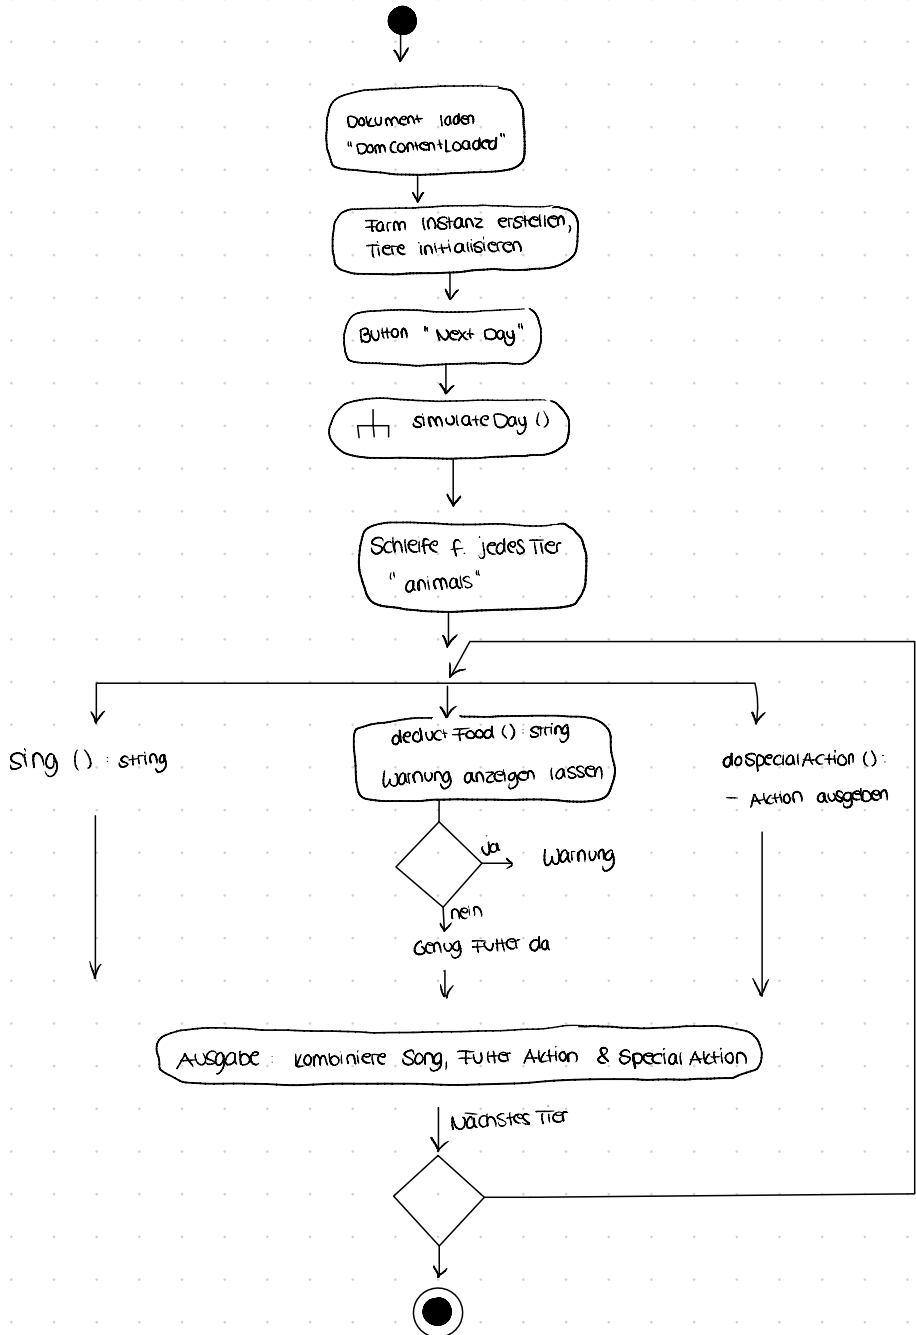 Dokument laden
"DomContentLoaded"
Farm Instanz erstellen,
Tiere initialisieren
Button "Next Day"
simulateDay ()
Schleife f. jedes Tier
"animals"
sing () : string
deductFood () : string
Warnung anzeigen lassen
doSpecialAction () :
- Aktion ausgeben
Ja
Warnung
nein
Genug Futter da
Ausgabe : kombiniere Song, Futter Aktion & Special Aktion
Nächstes Tier